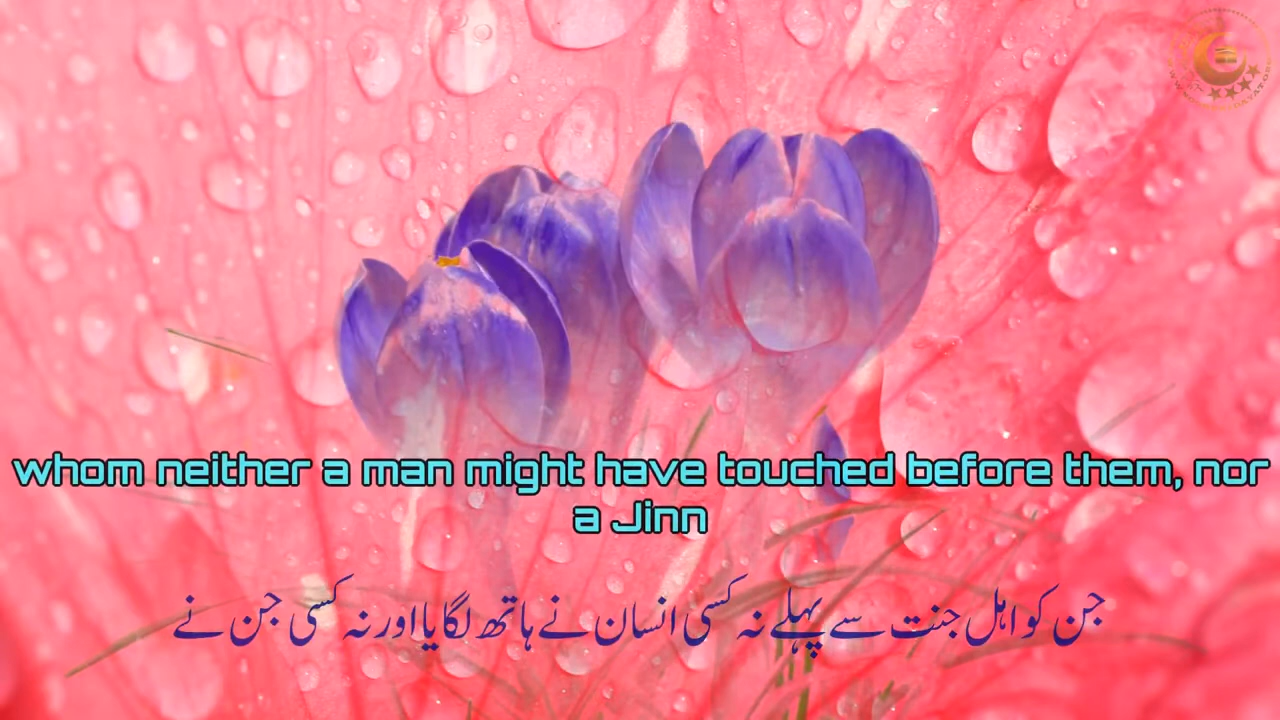 whom neither a man might have touched before them, nor
a Jinn
جن کو اہل جنت سے پہلے نہ کسی انسان نے ہاتھ لگایا اور نہ کسی جن نے